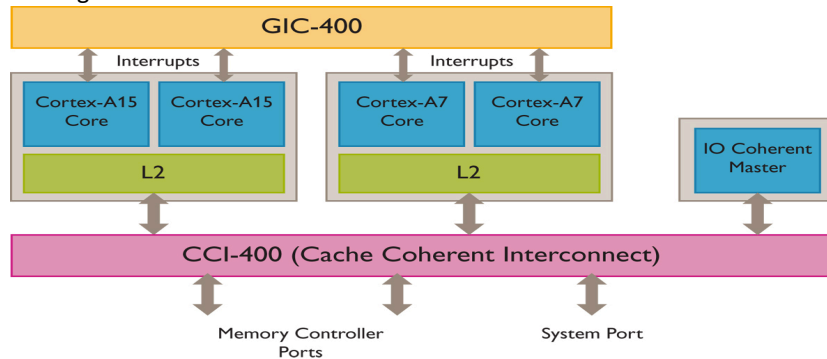 GIC-400
Interrupts
Interrupts
Cortex-A15
Core
Cortex-A15
Core
Cortex-A7
Core
Cortex-A7
Core
L2
L2
IO Coherent
Master
CCI-400 (Cache Coherent Interconnect)
Memory Controller
Ports
System Port